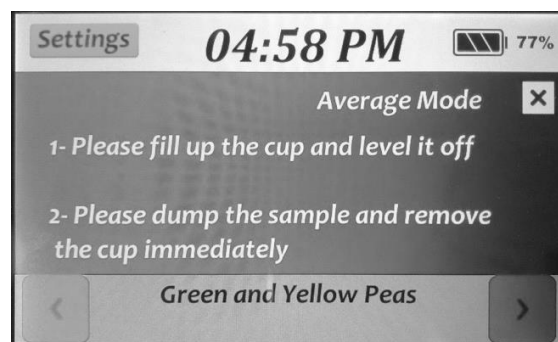 Settings 04:58 PM 77%
Average Mode
1- Please fill up the cup and level it off
2- Please dump the sample and remove
the cup immediately
Green and Yellow Peas